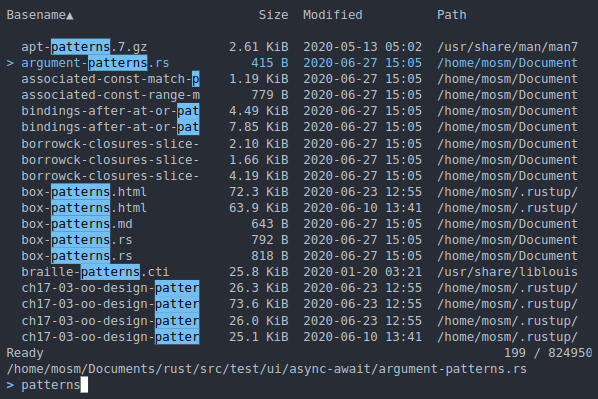 Basename▲ Size Modified Path
apt-patterns.7.gz 2.61 KiB 2020-05-13 05:02 /usr/share/man/man7
> argument-patterns.rs 415 B 2020-06-27 15:05 /home/mosm/Document
associated-const-match-p 1.19 KiB 2020-06-27 15:05 /home/mosm/Document
associated-const-range-m 779 B 2020-06-27 15:05 /home/mosm/Document
bindings-after-at-or-pat 4.49 KiB 2020-06-27 15:05 /home/mosm/Document
bindings-after-at-or-pat 7.85 KiB 2020-06-27 15:05 /home/mosm/Document
borrowck-closures-slice- 2.10 KiB 2020-06-27 15:05 /home/mosm/Document
borrowck-closures-slice- 1.66 KiB 2020-06-27 15:05 /home/mosm/Document
borrowck-closures-slice- 4.19 KiB 2020-06-27 15:05 /home/mosm/Document
box-patterns.html 72.3 KiB 2020-06-23 12:55 /home/mosm/.rustup/
box-patterns.html 63.9 KiB 2020-06-10 13:41 /home/mosm/.rustup/
box-patterns.md 643 B 2020-06-27 15:05 /home/mosm/Document
box-patterns.rs 792 B 2020-06-27 15:05 /home/mosm/Document
box-patterns.rs 818 B 2020-06-27 15:05 /home/mosm/Document
braille-patterns.cti 25.8 KiB 2020-01-20 03:21 /usr/share/liblouis
ch17-03-oo-design-patter 26.3 KiB 2020-06-23 12:55 /home/mosm/.rustup/
ch17-03-oo-design-patter 73.6 KiB 2020-06-23 12:55 /home/mosm/.rustup/
ch17-03-oo-design-patter 26.0 KiB 2020-06-23 12:55 /home/mosm/.rustup/
ch17-03-oo-design-patter 25.1 KiB 2020-06-10 13:41 /home/mosm/.rustup/
Ready 199 / 824950
/home/mosm/Documents/rust/src/test/ui/async-await/argument-patterns.rs
> patterns